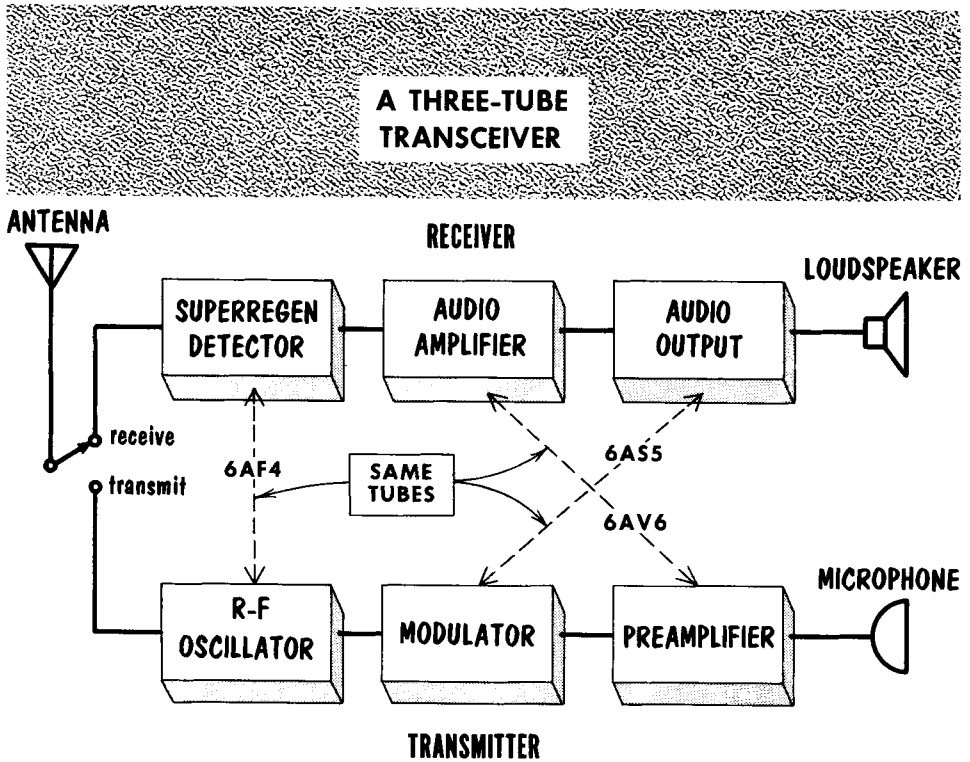 A THREE-TUBE
TRANSCEIVER
ANTENNA
RECEIVER
LOUDSPEAKER
SUPERREGEN
DETECTOR
AUDIO
AMPLIFIER
AUDIO
OUTPUT
receive
transmit
6AF4
SAME
TUBES
6AS5
6AV6
MICROPHONE
R-F
OSCILLATOR
MODULATOR
PREAMPLIFIER
TRANSMITTER